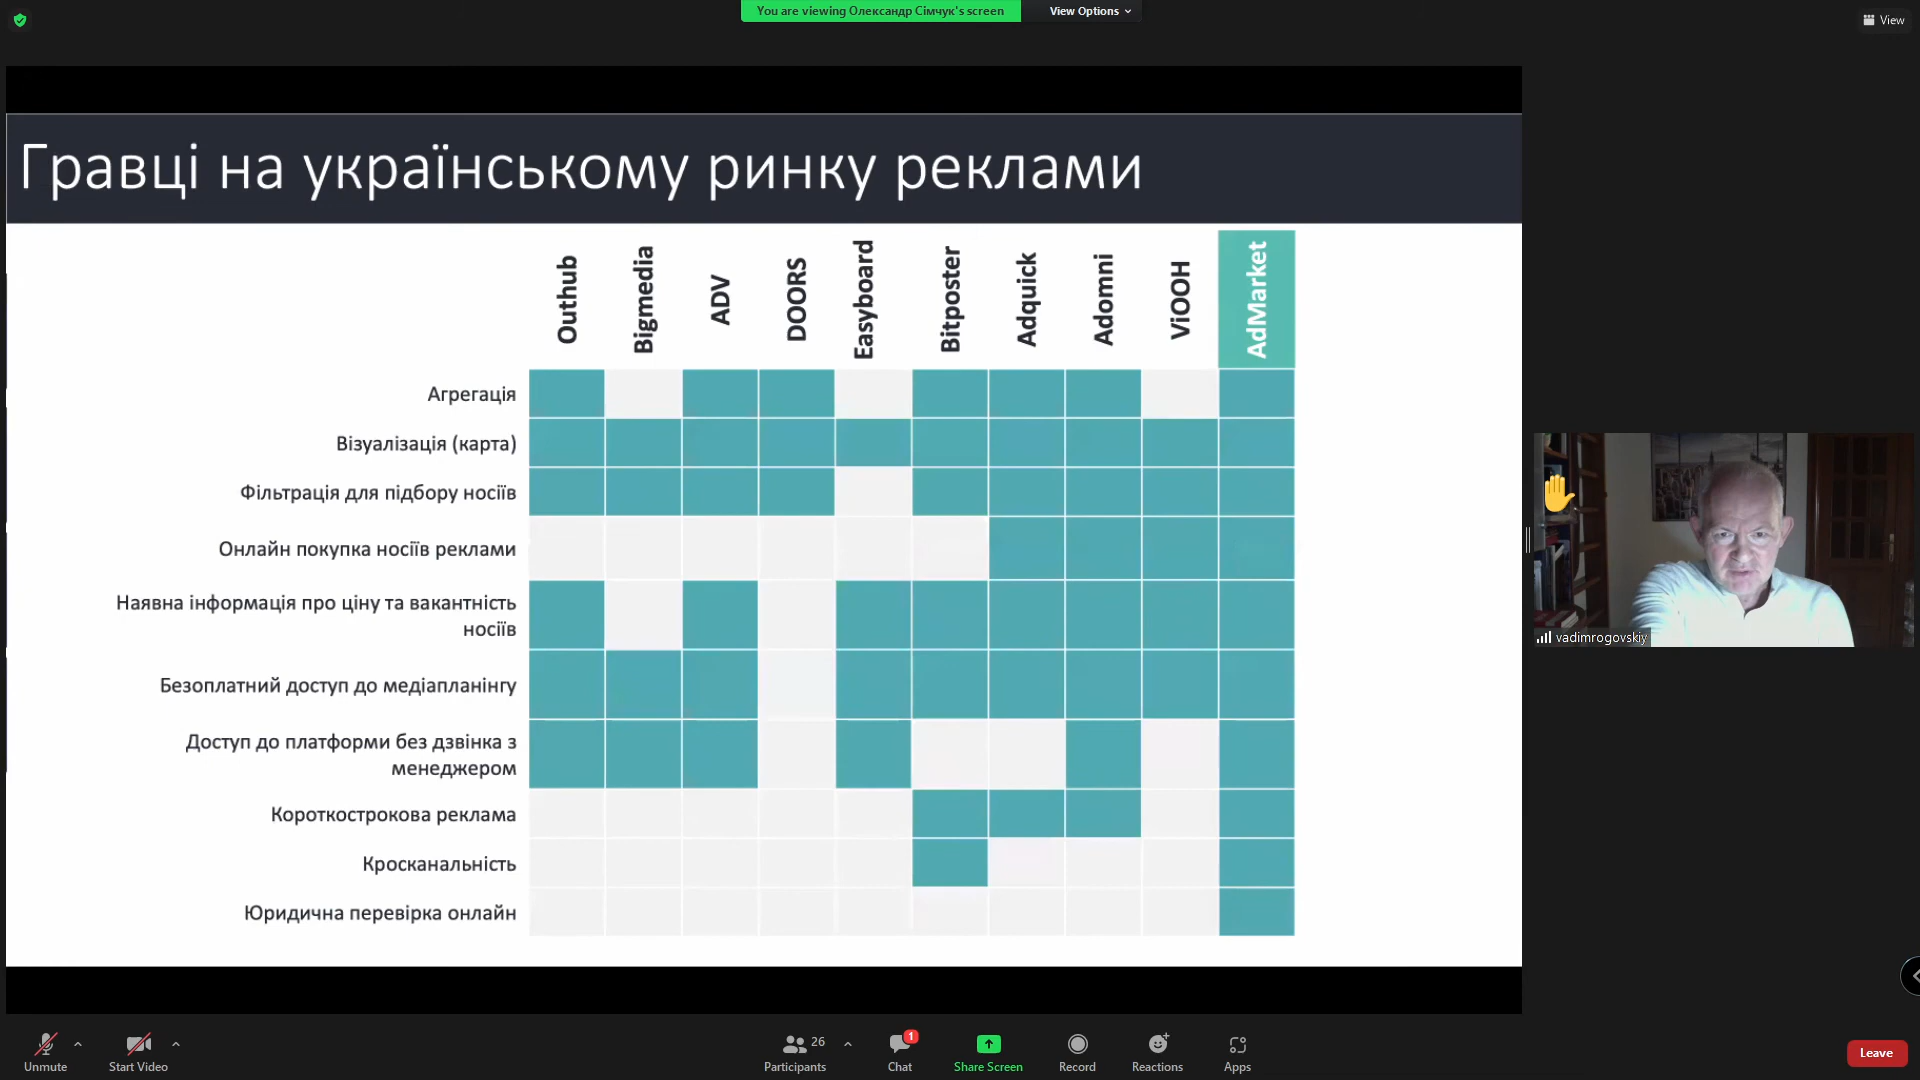 You are viewing Олександр Сімчук's screen
View Options
View
Гравці на українському ринку реклами
Outhub
Bigmedia
ADV
DOORS
Easyboard
Bitposter
Adquick
Adomni
ViOOH
AdMarket
Агрегація
Візуалізація (карта)
Фільтрація для підбору носіїв
Онлайн покупка носіїв реклами
Наявна інформація про ціну та вакантність
носіїв
Безоплатний доступ до медіапланінгу
Доступ до платформи без дзвінка з
менеджером
Короткострокова реклама
Кросканальність
Юридична перевірка онлайн
vadimrogovskiy
Unmute
Start Video
26
Participants
1
Chat
Share Screen
Record
Reactions
Apps
Leave